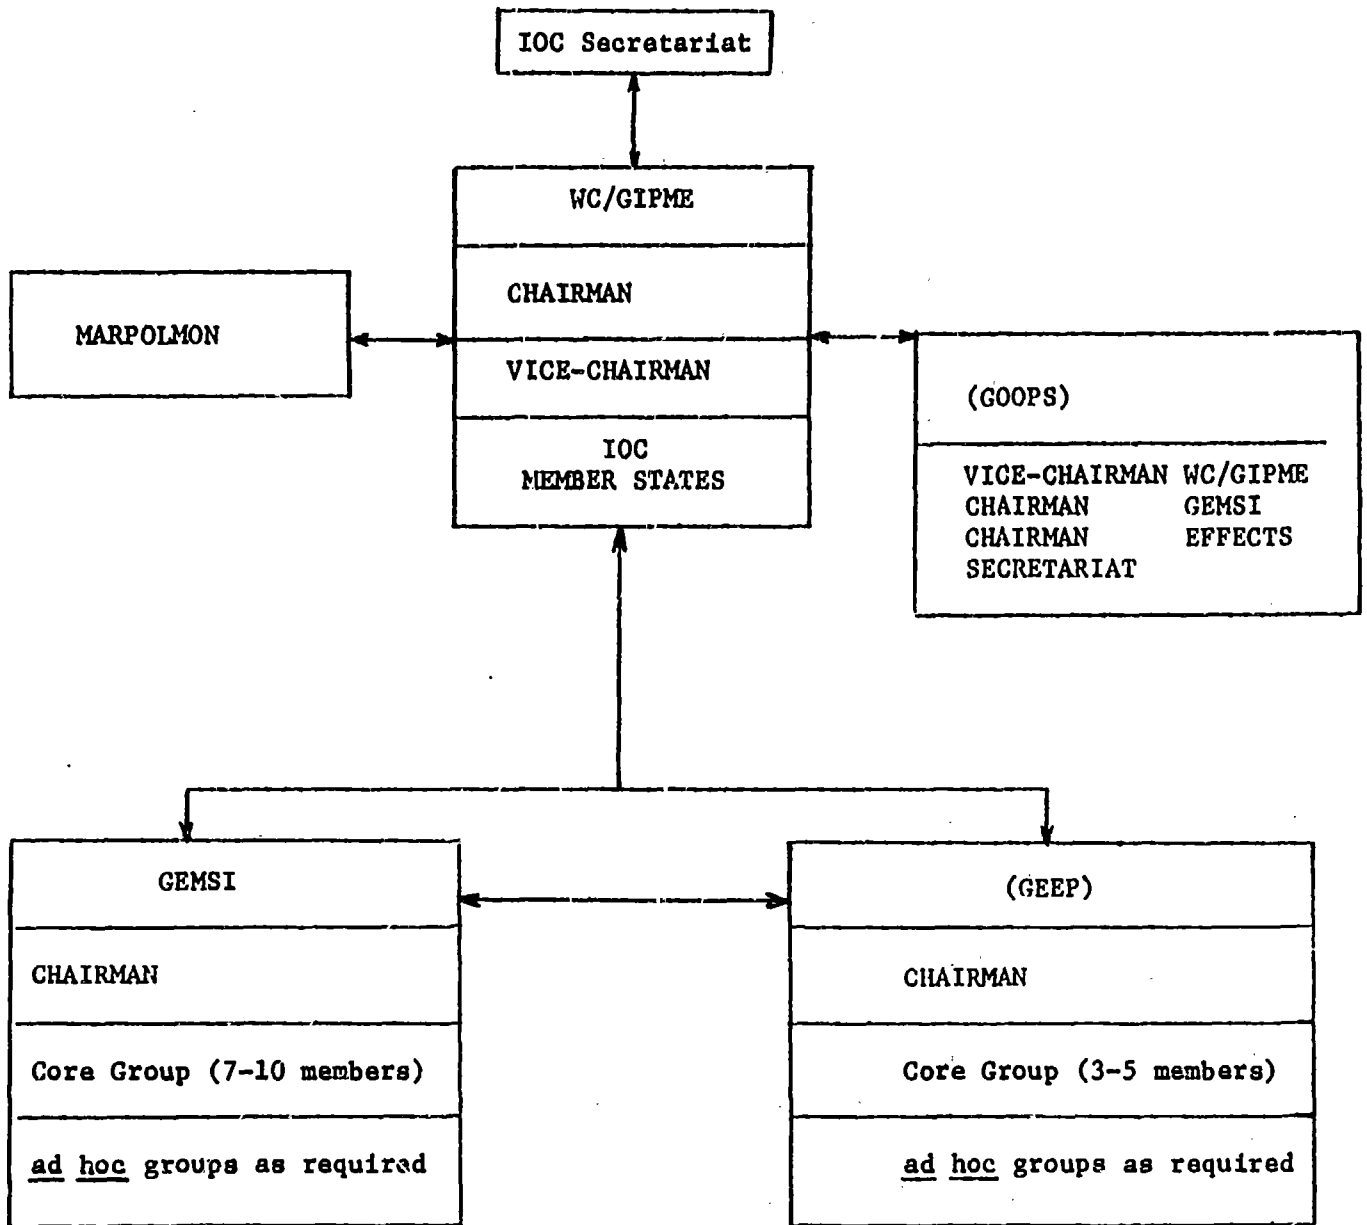 IOC Secretariat
WC/GIPME
CHAIRMAN
VICE-CHAIRMAN
IOC
MEMBER STATES
MARPOLMON
(GOOPS)
VICE-CHAIRMAN WC/GIPME
CHAIRMAN GEMSI
CHAIRMAN EFFECTS
SECRETARIAT
GEMSI
CHAIRMAN
Core Group (7-10 members)
ad hoc groups as required
(GEEP)
CHAIRMAN
Core Group (3-5 members)
ad hoc groups as required